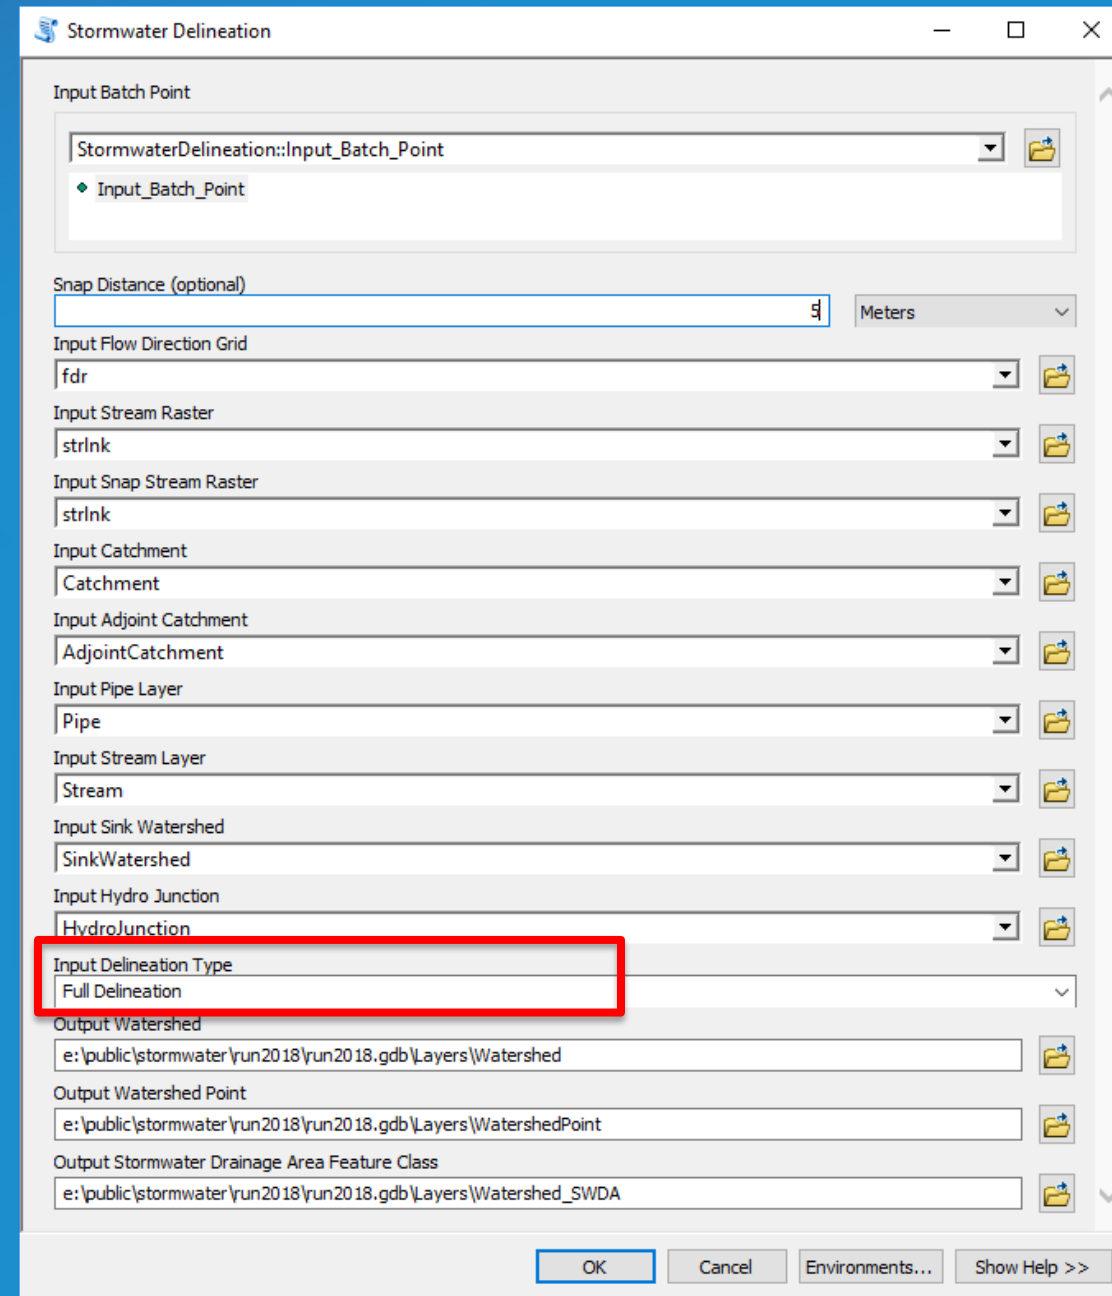 Stormwater Delineation
Input Batch Point
StormwaterDelineation::Input_Batch_Point
Input_Batch_Point
Snap Distance (optional)
5 Meters
Input Flow Direction Grid
fdr
Input Stream Raster
strlnk
Input Snap Stream Raster
strlnk
Input Catchment
Catchment
Input Adjoint Catchment
AdjointCatchment
Input Pipe Layer
Pipe
Input Stream Layer
Stream
Input Sink Watershed
SinkWatershed
Input Hydro Junction
HydroJunction
Input Delineation Type
Full Delineation
Output Watershed
e:\public\stormwater\run2018\run2018.gdb\Layers\Watershed
Output Watershed Point
e:\public\stormwater\run2018\run2018.gdb\Layers\WatershedPoint
Output Stormwater Drainage Area Feature Class
e:\public\stormwater\run2018\run2018.gdb\Layers\Watershed_SWDA
OK Cancel Environments... Show Help >>